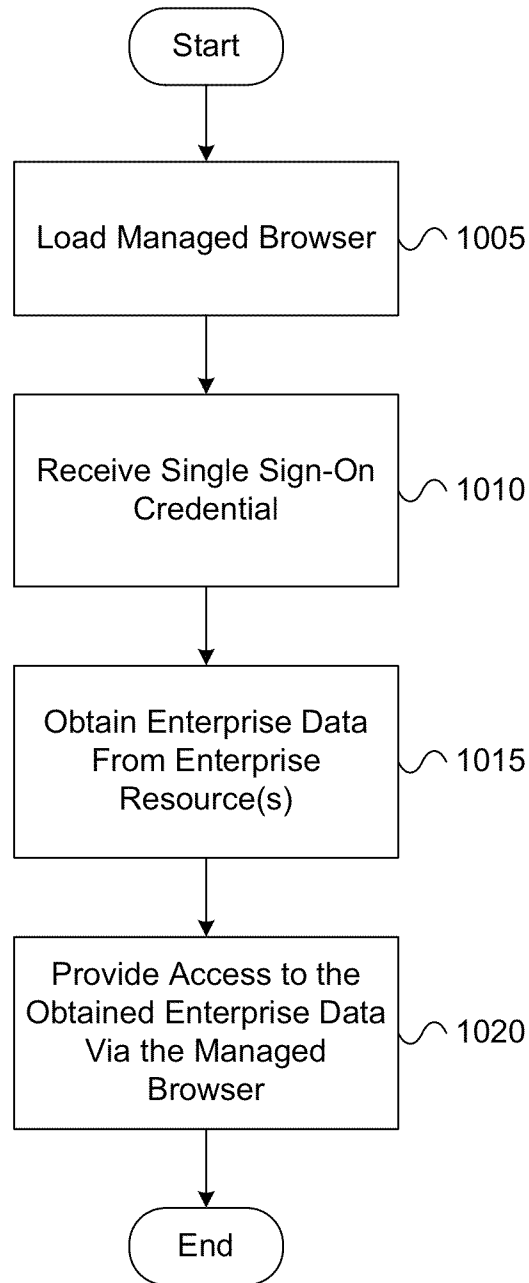 Start
Load Managed Browser
1005
Receive Single Sign-On
Credential
1010
Obtain Enterprise Data
From Enterprise
Resource(s)
1015
Provide Access to the
Obtained Enterprise Data
Via the Managed
Browser
1020
End